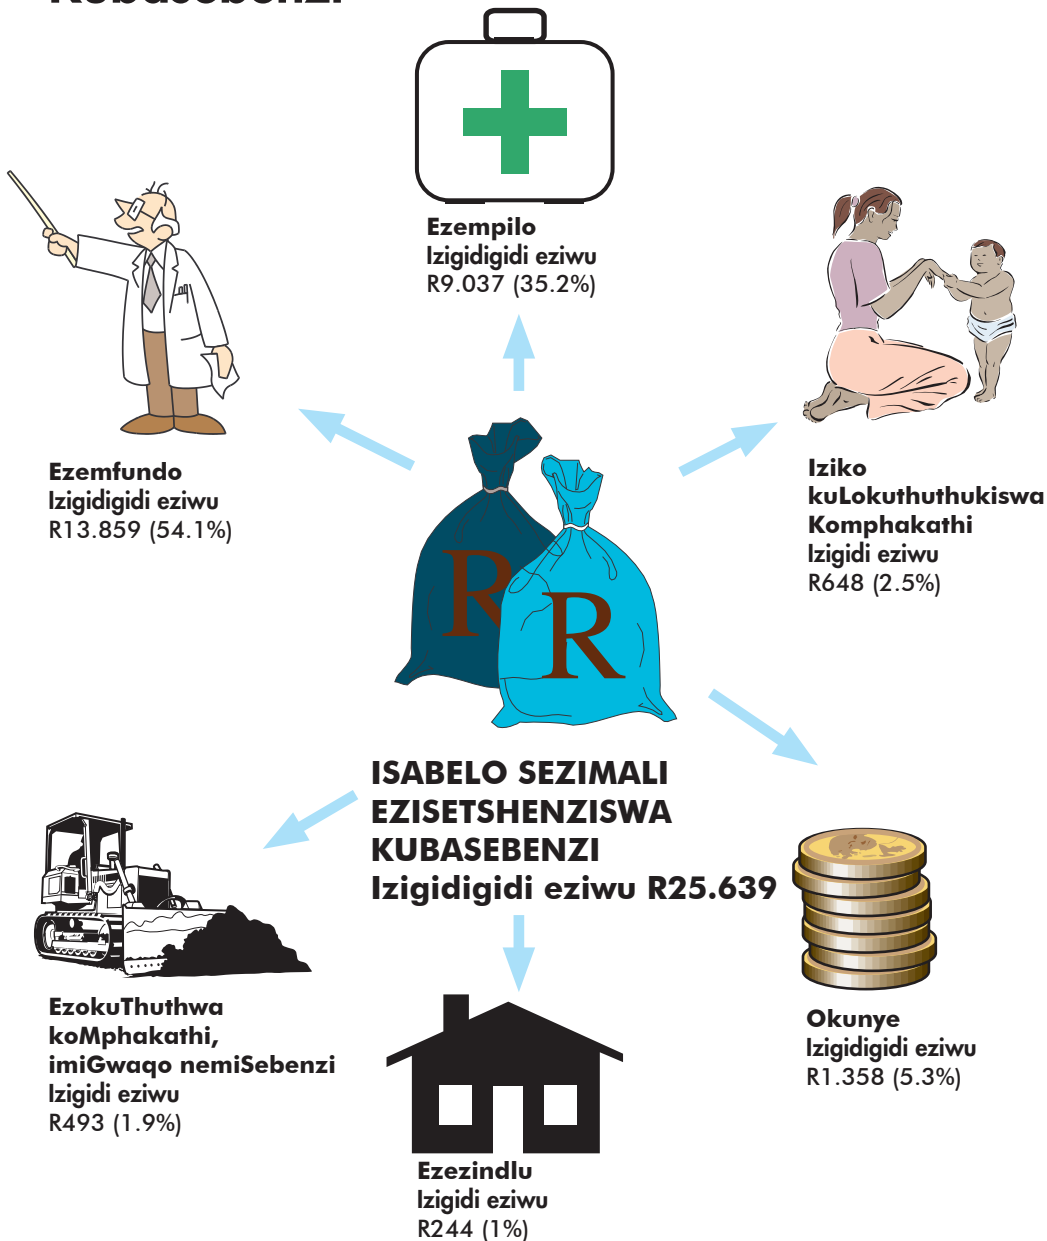 Kubasebenzi
Ezempilo
Izigidigidi eziwu
R9.037 (35.2%)
Ezemfundo
Izigidigidi eziwu
R13.859 (54.1%)
Iziko
kuLokuthuthukiswa
Komphakathi
Izigidi eziwu
R648 (2.5%)
R
R
ISABELO SEZIMALI
EZISETSHENZISWA
KUBASEBENZI
Izigidigidi eziwu R25.639
EzokuThuthwa
koMphakathi,
imiGwaqo nemiSebenzi
Izigidi eziwu
R493 (1.9%)
Okunye
Izigidigidi eziwu
R1.358 (5.3%)
Ezezindlu
Izigidi eziwu
R244 (1%)